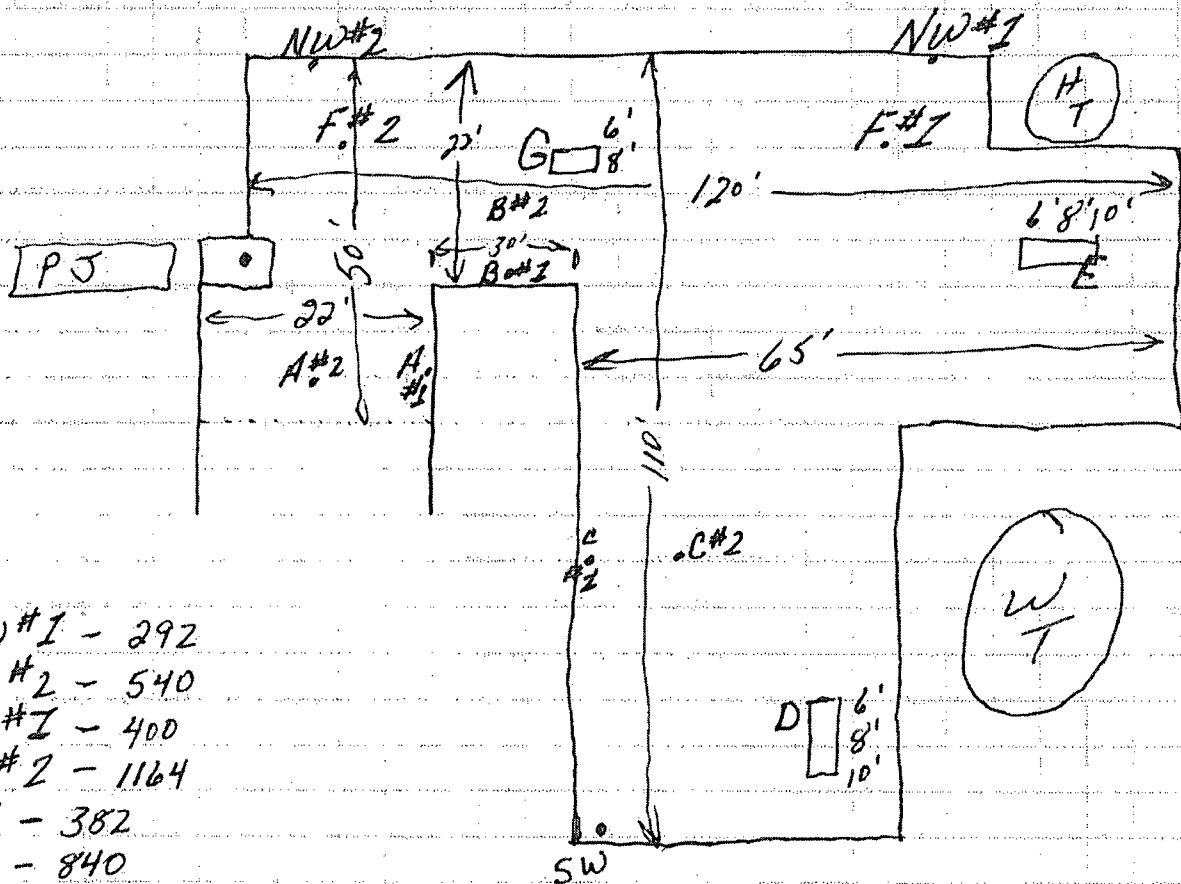 NW#2
NW#1
H
T
F.#2
F.#1
22'
G
6'
8'
120'
B#2
6' 8' 10'
30'
PJ
50'
B#1
E
22'
A#2
A
#1
65'
110'
C
#1
C#2
W
T
#1 - 292
#2 - 540
#1 - 400
#2 - 1164
- 382
- 840
D
6'
8'
10'
SW